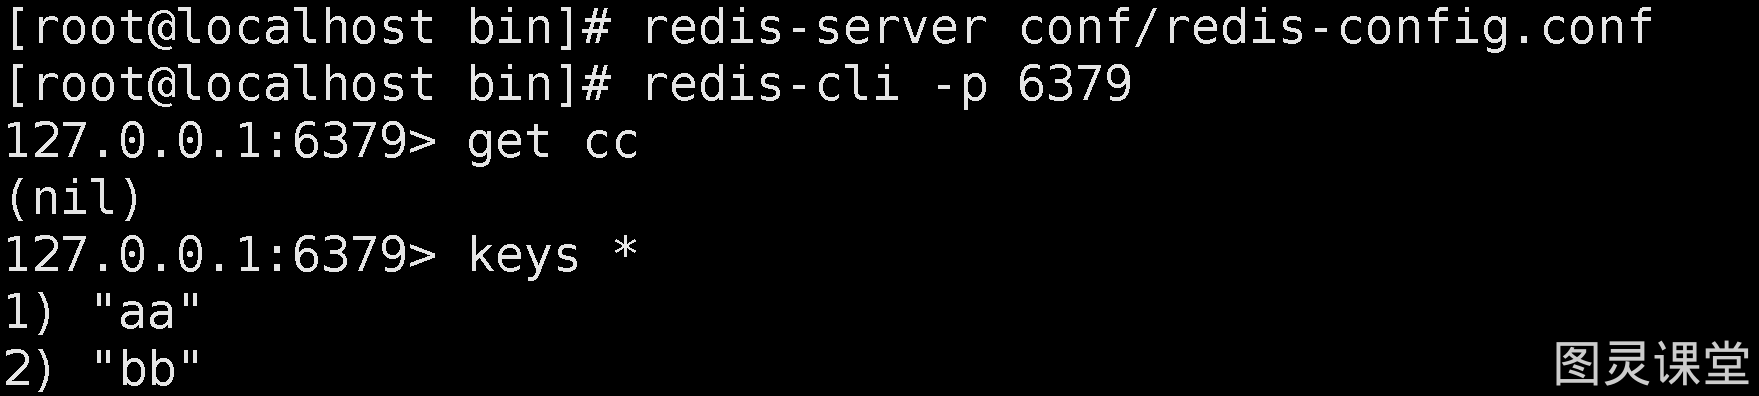 [root@localhost bin]# redis-server conf/redis-config.conf
[root@localhost bin]# redis-cli -p 6379
127.0.0.1:6379> get cc
(nil)
127.0.0.1:6379> keys *
1) "aa"
2) "bb"
图灵课堂